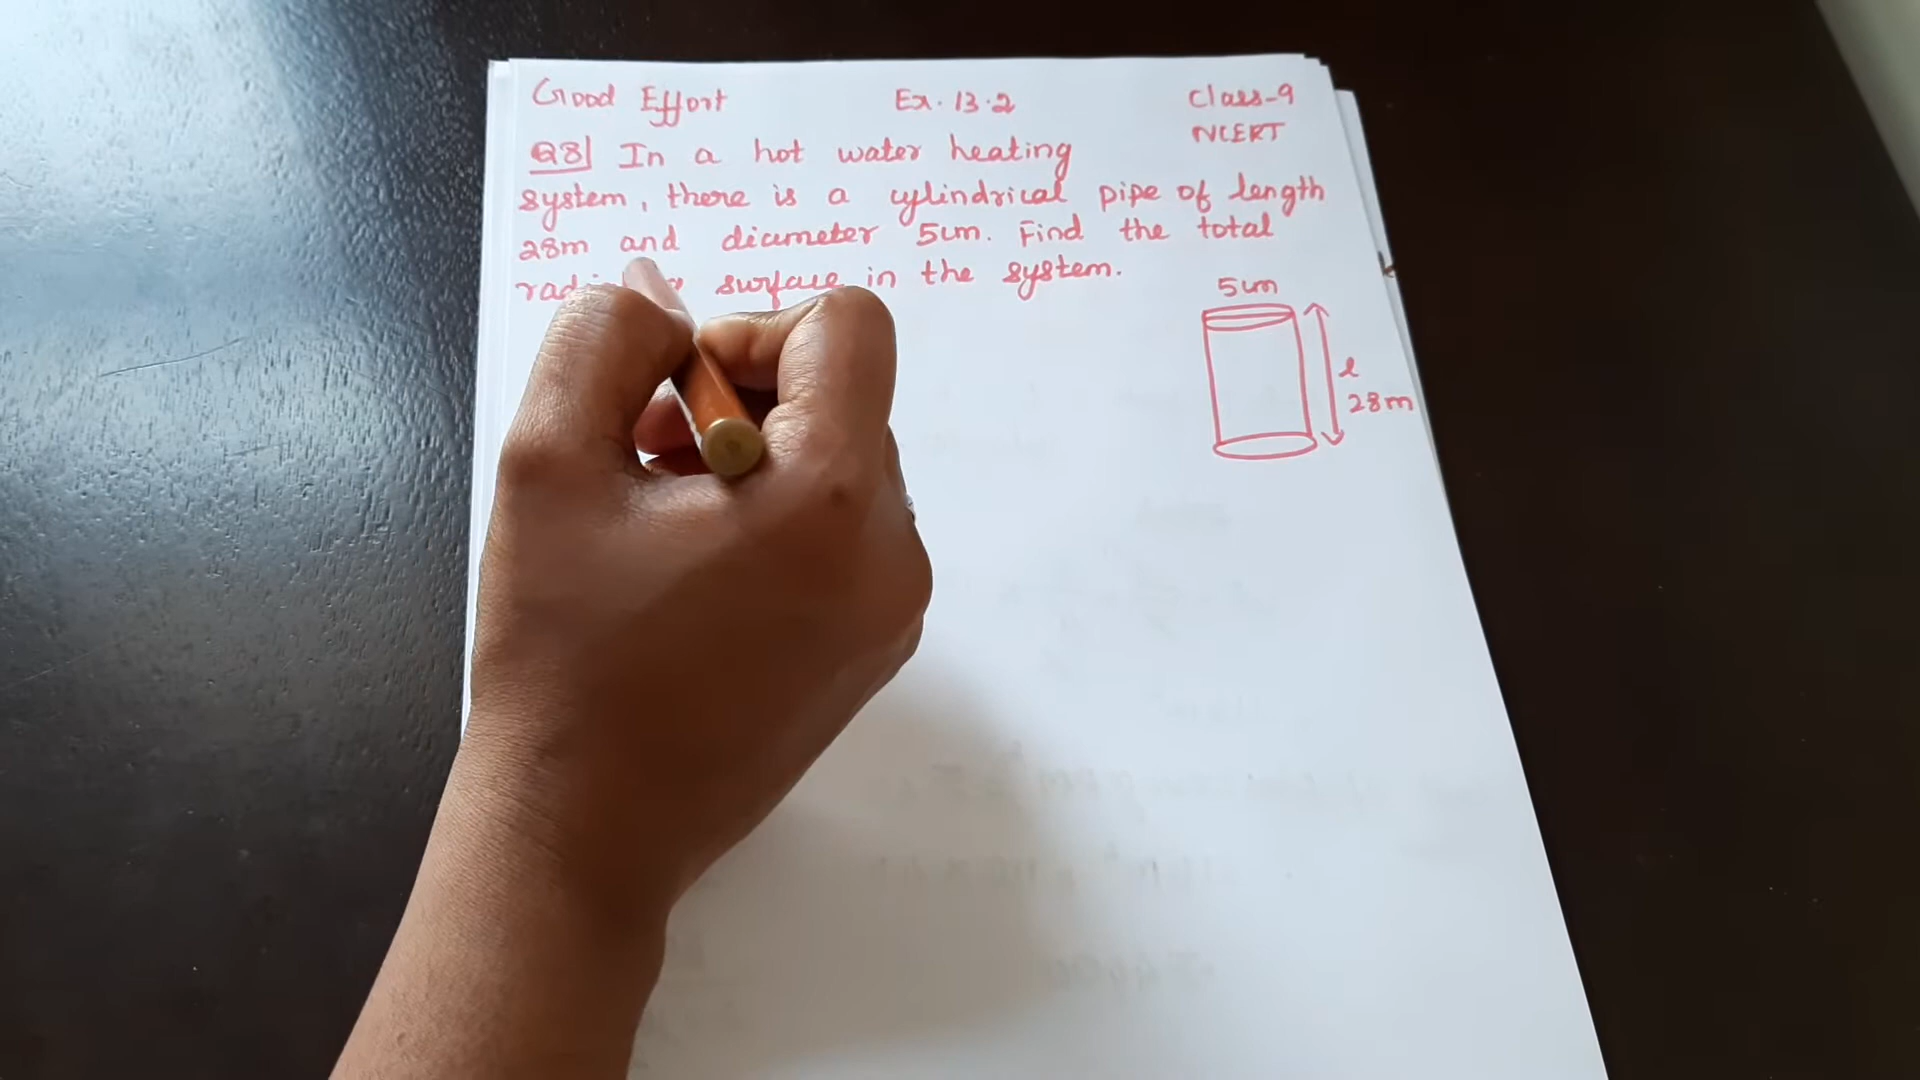 Good Effort Ex. 13.2 Class-9
NCERT
Q8] In a hot water heating
system, there is a cylindrical pipe of length
28m and diameter 5cm. Find the total
surface in the system.
5cm
l
28m